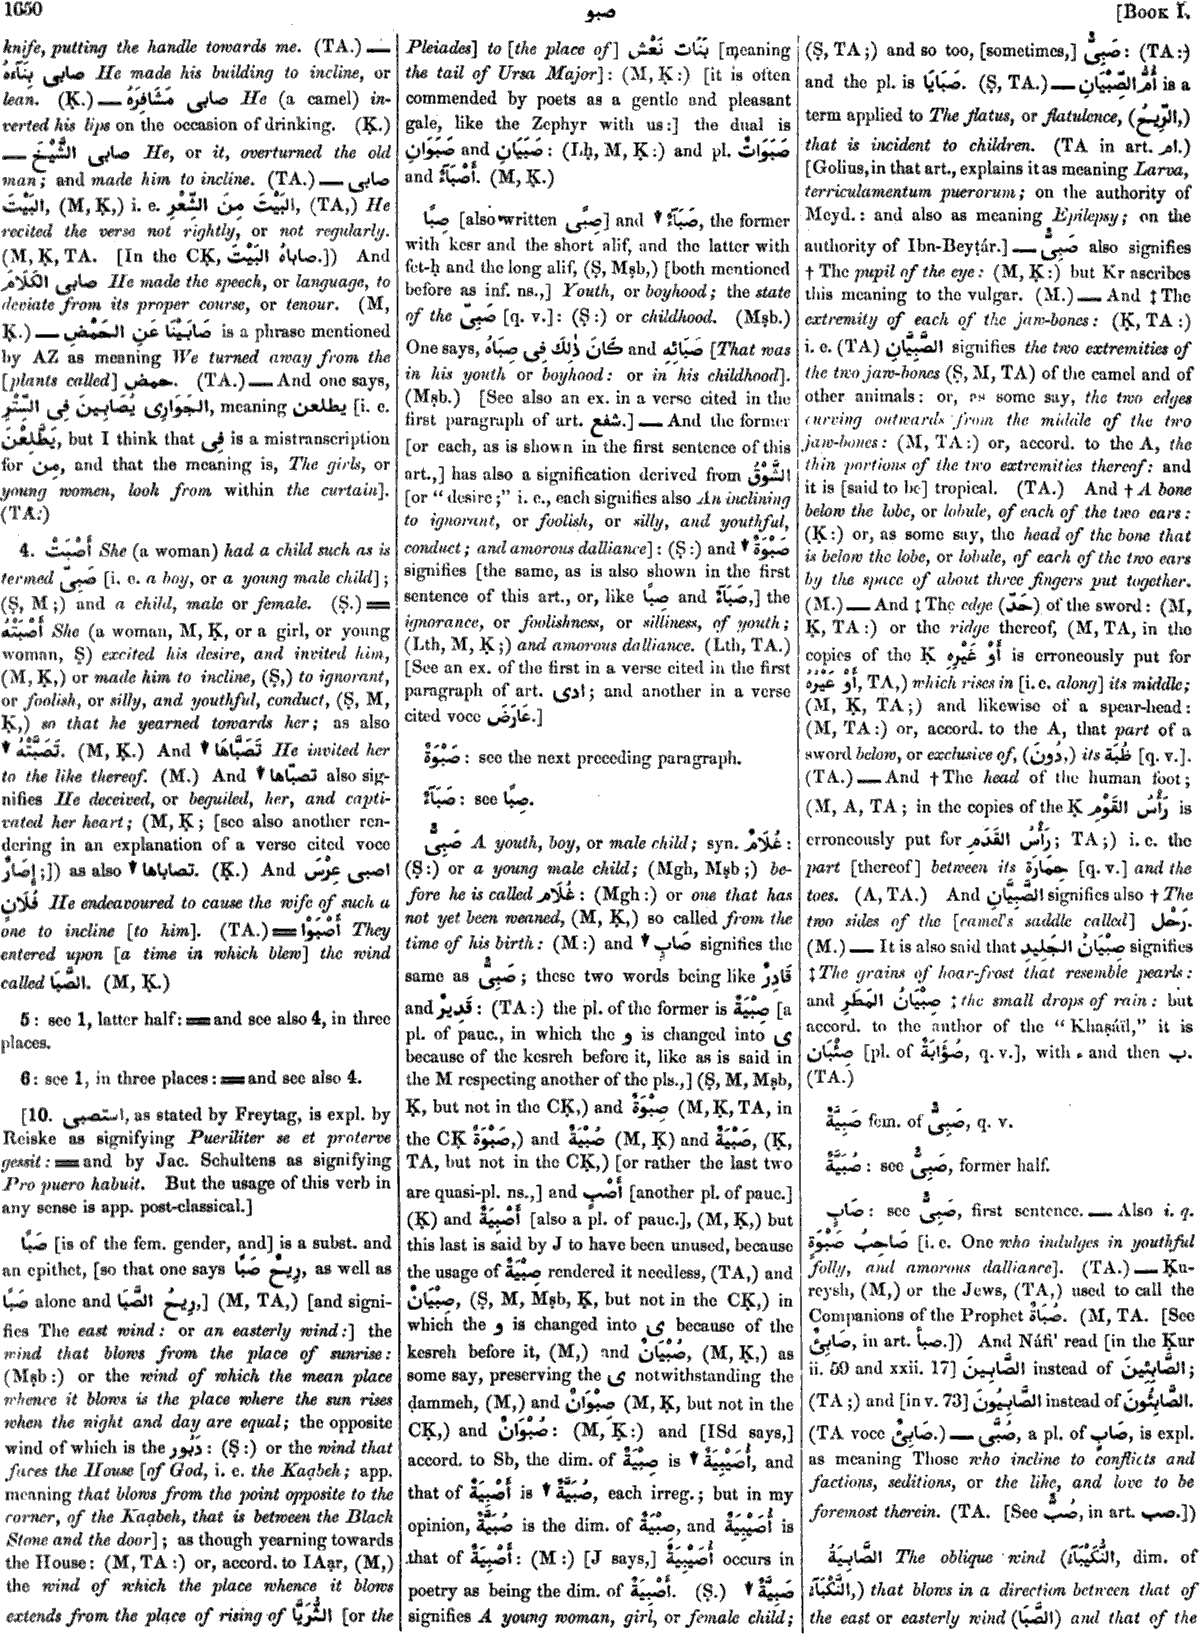 1650
صبو
[BOOK I.
knife, putting the handle towards me. (TA.) —
صابى بِنَآءَهُ He made his building to incline, or
lean. (Ḳ.) — صابى مَشَافِرَهُ He (a camel) in-
verted his lips on the occasion of drinking. (Ḳ.)
— صابى الشَّيْخَ He, or it, overturned the old
man; and made him to incline. (TA.) — صابى
البَيْتَ, (M, Ḳ,) i. e. البَيْتَ مِنَ الشِّعْرِ, (TA,) He
recited the verse not rightly, or not regularly.
(M, Ḳ, TA. [In the CḲ, صاباهُ البَيْتَ.]) And
صابى الكَلَامَ He made the speech, or language, to
deviate from its proper course, or tenour. (M,
Ḳ.) — صَابَيْنَا عَنِ الحَمْضِ is a phrase mentioned
by AZ as meaning We turned away from the
[plants called] حمض. (TA.) — And one says,
الجَوَارِى يُصَابِينَ فِى السِّتْرِ, meaning يطلعن [i. e.
يَطَّلِعْنَ, but I think that فِى is a mistranscription
for مِن, and that the meaning is, The girls, or
young women, look from within the curtain].
(TA.)
4. أَصْبَتْ She (a woman) had a child such as is
termed صَبِىّ [i. e. a boy, or a young male child];
(Ṣ, M;) and a child, male or female. (Ṣ.) ══
أَصْبَتْهُ She (a woman, M, Ḳ, or a girl, or young
woman, Ṣ) excited his desire, and invited him,
(M, Ḳ,) or made him to incline, (Ṣ,) to ignorant,
or foolish, or silly, and youthful, conduct, (Ṣ, M,
Ḳ,) so that he yearned towards her; as also
▼ تَصَبَّتْهُ. (M, Ḳ.) And ▼ تَصَبَّاهَا He invited her
to the like thereof. (M.) And ▼ تصبّاها also sig-
nifies He deceived, or beguiled, her, and capti-
vated her heart; (M, Ḳ; [see also another ren-
dering in an explanation of a verse cited voce
إِصَارٌ;]) as also ▼ تصاباها. (Ḳ.) And اصبى عِرْسَ
فُلَانٍ He endeavoured to cause the wife of such a
one to incline [to him]. (TA.) ══ أَصْبَوْا They
entered upon [a time in which blew] the wind
called الصَّبَا. (M, Ḳ.)
5: see 1, latter half: ══ and see also 4, in three
places.
6: see 1, in three places: ══ and see also 4.
[10. استصبى, as stated by Freytag, is expl. by
Reiske as signifying Pueriliter se et proterve
gessit: ══ and by Jac. Schultens as signifying
Pro puero habuit. But the usage of this verb in
any sense is app. post-classical.]
صَبًا [is of the fem. gender, and] is a subst. and
an epithet, [so that one says رِيحٌ صَبًا, as well as
صَبًا alone and رِيحُ الصَّبَا,] (M, TA,) [and signi-
fies The east wind: or an easterly wind:] the
wind that blows from the place of sunrise:
(Mṣb:) or the wind of which the mean place
whence it blows is the place where the sun rises
when the night and day are equal; the opposite
wind of which is the دَبُور: (Ṣ:) or the wind that
faces the House [of God, i. e. the Kaạbeh; app.
meaning that blows from the point opposite to the
corner, of the Kaạbeh, that is between the Black
Stone and the door]; as though yearning towards
the House: (M, TA:) or, accord. to IAạr, (M,)
the wind of which the place whence it blows
extends from the place of rising of الثُّرَيَّا [or the
Pleiades] to [the place of] بَنَات نَعْش [meaning
the tail of Ursa Major]: (M, Ḳ:) [it is often
commended by poets as a gentle and pleasant
gale, like the Zephyr with us:] the dual is
صَبَوَانِ and صَبَيَانِ: (Lḥ, M, Ḳ:) and pl. صَبَوَاتٌ
and أَصْبَآءٌ. (M, Ḳ.)
صِبًا [also written صِبًى] and ▼ صَبَآءٌ, the former
with kesr and the short alif, and the latter with
fet-ḥ and the long alif, (Ṣ, Mṣb,) [both mentioned
before as inf. ns.,] Youth, or boyhood; the state
of the صَبِىّ [q. v.]: (Ṣ:) or childhood. (Mṣb.)
One says, كَانَ ذٰلِكَ فِى صِبَاهُ and صَبَائِهِ [That was
in his youth or boyhood: or in his childhood].
(Mṣb.) [See also an ex. in a verse cited in the
first paragraph of art. شفع.] — And the former
[or each, as is shown in the first sentence of this
art.,] has also a signification derived from الشَّوْقُ
[or “desire;” i. e., each signifies also An inclining
to ignorant, or foolish, or silly, and youthful,
conduct; and amorous dalliance]: (Ṣ:) and ▼ صَبْوَةٌ
signifies [the same, as is also shown in the first
sentence of this art., or, like صِبًا and صَبَآءٌ,] the
ignorance, or foolishness, or silliness, of youth;
(Lth, M, Ḳ;) and amorous dalliance. (Lth, TA.)
[See an ex. of the first in a verse cited in the first
paragraph of art. ادى; and another in a verse
cited voce عَارَضَ.]
صَبْوَةٌ: see the next preceding paragraph.
صَبَآءٌ: see صِبًا.
صَبِىٌّ A youth, boy, or male child; syn. غُلَامٌ:
(Ṣ:) or a young male child; (Mgh, Mṣb;) be-
fore he is called غُلَام: (Mgh:) or one that has
not yet been weaned, (M, Ḳ,) so called from the
time of his birth: (M:) and ▼ صَابٍ signifies the
same as صَبِىٌّ; these two words being like قَادِرٌ
and قَدِيرٌ: (TA:) the pl. of the former is صِبْيَةٌ [a
pl. of pauc., in which the و is changed into ى
because of the kesreh before it, like as is said in
the M respecting another of the pls.,] (Ṣ, M, Mṣb,
Ḳ, but not in the CḲ,) and صِبْوَةٌ (M, Ḳ, TA, in
the CḲ صَبْوَةٌ,) and صُبْيَةٌ (M, Ḳ) and صَبْيَةٌ, (Ḳ,
TA, but not in the CḲ,) [or rather the last two
are quasi-pl. ns.,] and أَصْبٍ [another pl. of pauc.]
(Ḳ) and أَصْبِيَةٌ [also a pl. of pauc.], (M, Ḳ,) but
this last is said by J to have been unused, because
the usage of صِبْيَةٌ rendered it needless, (TA,) and
صِبْيَانٌ, (Ṣ, M, Mṣb, Ḳ, but not in the CḲ,) in
which the و is changed into ى because of the
kesreh before it, (M,) and صُبْيَانٌ, (M, Ḳ,) as
some say, preserving the ى notwithstanding the
ḍammeh, (M,) and صِبْوَانٌ (M, Ḳ, but not in the
CḲ,) and صُبْوَانٌ: (M, Ḳ:) and [ISd says,]
accord. to Sb, the dim. of صِبْيَةٌ is ▼ أُصَيْبِيَةٌ, and
that of أَصْبِيَةٌ is ▼ صُبَيَّةٌ, each irreg.; but in my
opinion, صُبَيَّةٌ is the dim. of صِبْيَةٌ, and أُصَيْبِيَةٌ is
that of أَصْبِيَةٌ: (M:) [J says,] أُصَيْبِيَةٌ occurs in
poetry as being the dim. of أَصْبِيَةٌ. (Ṣ.) ▼ صَبِيَّةٌ
signifies A young woman, girl, or female child;
(Ṣ, TA;) and so too, [sometimes,] صَبِىٌّ: (TA:)
and the pl. is صَبَايَا. (Ṣ, TA.) — أُمُّ الصِّبْيَانِ is a
term applied to The flatus, or flatulence, (الرِّيحُ,)
that is incident to children. (TA in art. ام.)
[Golius, in that art., explains it as meaning Larva,
terriculamentum puerorum; on the authority of
Meyd.: and also as meaning Epilepsy; on the
authority of Ibn-Beyṭár.] — صَبِىٌّ also signifies
† The pupil of the eye: (M, Ḳ:) but Kr ascribes
this meaning to the vulgar. (M.) — And ‡ The
extremity of each of the jaw-bones: (Ḳ, TA:)
i. e. (TA) الصَّبِيَّانِ signifies the two extremities of
the two jaw-bones (Ṣ, M, TA) of the camel and of
other animals: or, as some say, the two edges
curving outwards from the middle of the two
jaw-bones: (M, TA:) or, accord. to the A, the
thin portions of the two extremities thereof: and
it is [said to be] tropical. (TA.) And † A bone
below the lobe, or lobule, of each of the two ears:
(Ḳ:) or, as some say, the head of the bone that
is below the lobe, or lobule, of each of the two ears
by the space of about three fingers put together.
(M.) — And ‡ The edge (حَدّ) of the sword: (M,
Ḳ, TA:) or the ridge thereof, (M, TA, in the
copies of the Ḳ أَوْ غَيْرِهِ is erroneously put for
أَوْ عَيْرُهُ, TA,) which rises in [i. e. along] its middle;
(M, Ḳ, TA;) and likewise of a spear-head:
(M, TA:) or, accord. to the A, that part of a
sword below, or exclusive of, (دُونَ,) its ظُبَة [q. v.].
(TA.) — And † The head of the human foot;
(M, A, TA; in the copies of the Ḳ رَأْسُ القَوْمِ is
erroneously put for رَأْسُ القَدَمِ; TA;) i. e. the
part [thereof] between its حِمَارَة [q. v.] and the
toes. (A, TA.) And الصَّبِيَّانِ signifies also † The
two sides of the [camel's saddle called] رَحْل.
(M.) — It is also said that صِبْيَانُ الجَلِيدِ signifies
‡ The grains of hoar-frost that resemble pearls:
and صِبْيَانُ المَطَرِ ‡ the small drops of rain: but
accord. to the author of the “Khaṣáïl,” it is
صِئْبَان [pl. of صُؤَابَةٌ, q. v.], with ء and then ب.
(TA.)
صَبِيَّةٌ fem. of صَبِىٌّ, q. v.
صُبَيَّةٌ: see صَبِىٌّ, former half.
صَابٍ: see صَبِىٌّ, first sentence. — Also i. q.
صَاحِبُ صَبْوَةٍ [i. e. One who indulges in youthful
folly, and amorous dalliance]. (TA.) — Ḳu-
reysh, (M,) or the Jews, (TA,) used to call the
Companions of the Prophet صُبَاةٌ. (M, TA. [See
صَابِئٌ, in art. صبأ.]) And Náfi' read [in the Ḳur
ii. 59 and xxii. 17] الصَّابِينَ instead of الصَّابِئِينَ;
(TA;) and [in v. 73] الصَّابِيُونَ instead of الصَّابِئُونَ.
(TA voce صَابِئٌ.) — صُبًّى, a pl. of صَابٍ, is expl.
as meaning Those who incline to conflicts and
factions, seditions, or the like, and love to be
foremost therein. (TA. [See صُبٌّ, in art. صب.])
الصَّابِيَةُ The oblique wind (النُّكَيْبَآءُ, dim. of
النَّكْبَآءُ,) that blows in a direction between that of
the east or easterly wind (الصَّبَا) and that of the